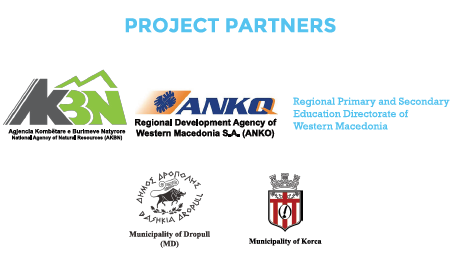 PROJECT PARTNERS
AKBN
Agjencia Kombëtare e Burimeve Natyrore
National Agency of Natural Resources (AKBN)
ANKO
Regional Development Agency of
Western Macedonia S.A. (ANKO)
Regional Primary and Secondary
Education Directorate of
Western Macedonia
ΔΗΜΟΣ ΔΡΟΠΟΛΗΣ
BASHKIA DROPULL
Municipality of Dropull
(MD)
Municipality of Korca